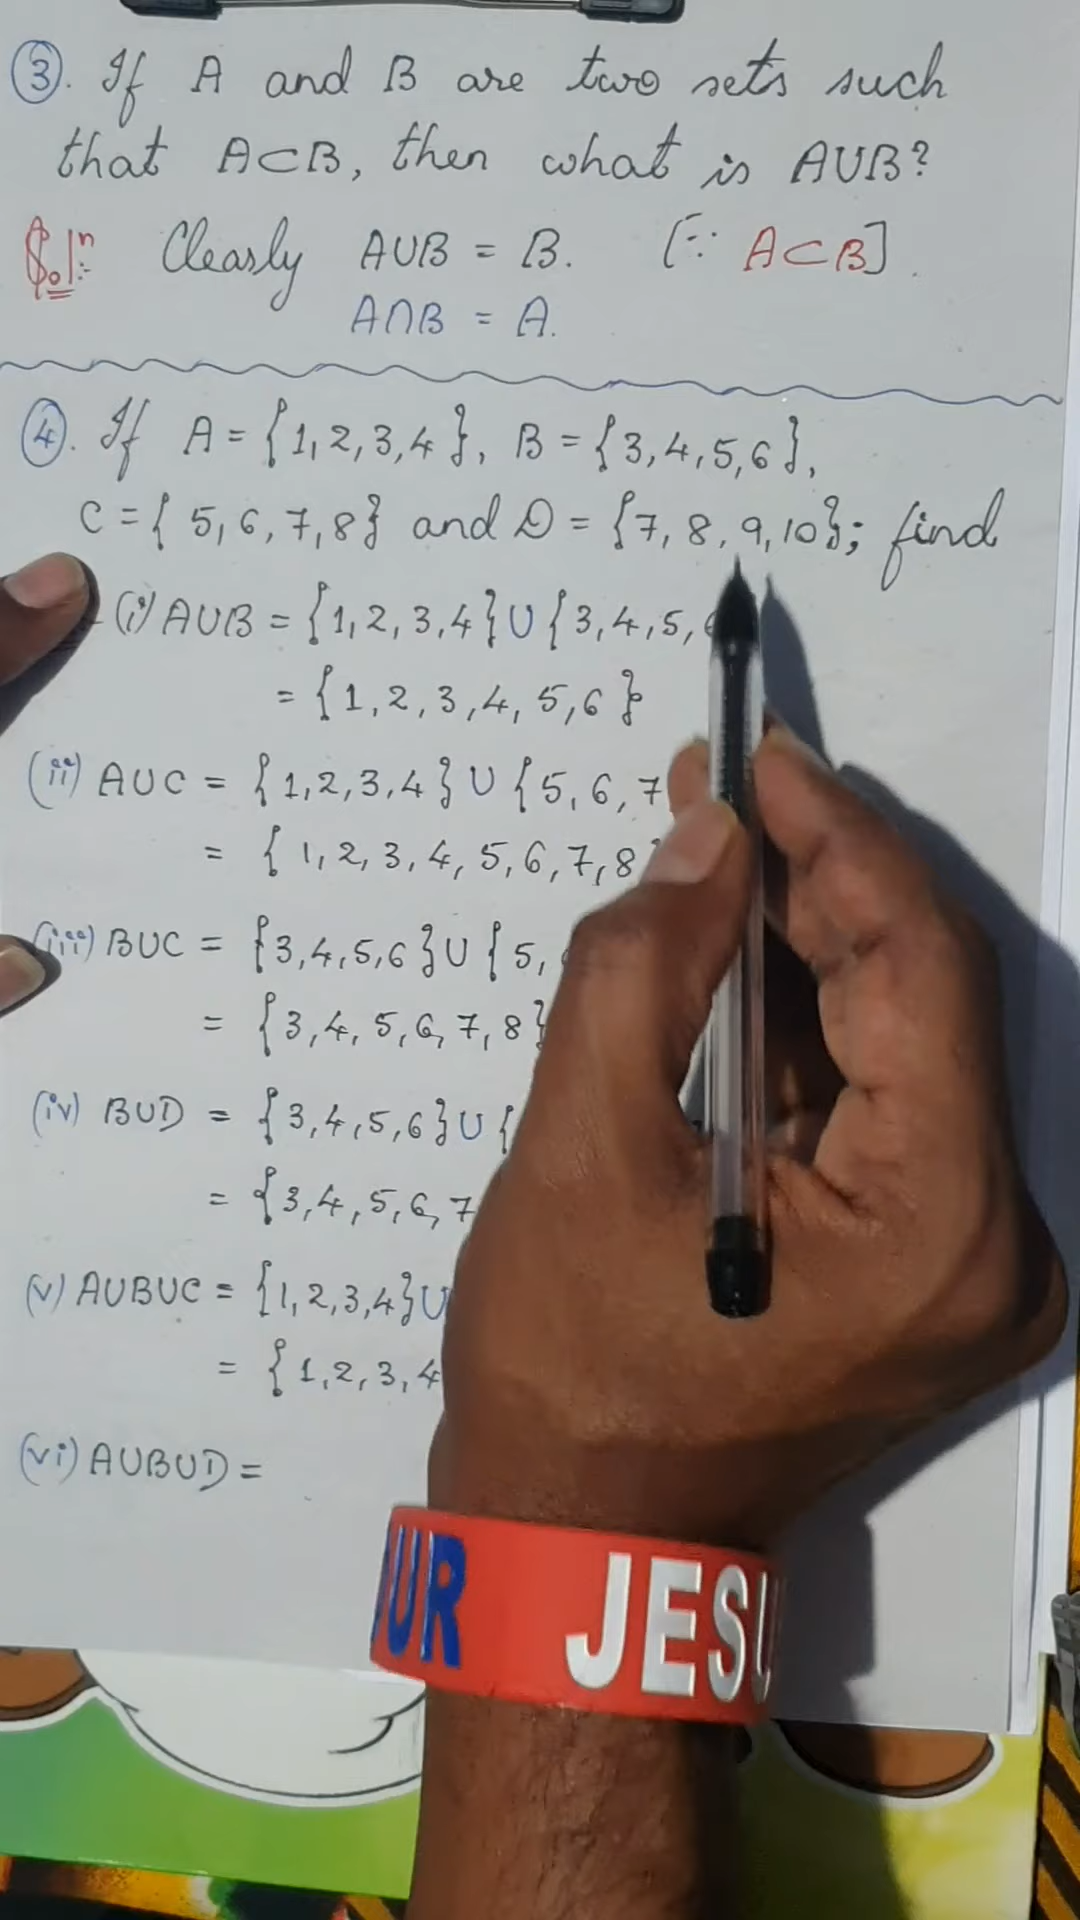 3. If A and B are two sets such
that A⊂B, then what is A∪B?
Solⁿ:- Clearly A∪B = B. [∵ A⊂B].
A∩B = A.
4. If A = {1,2,3,4}, B = {3,4,5,6},
C = {5,6,7,8} and D = {7,8,9,10}; find
(i) A∪B = {1,2,3,4} ∪ {3,4,5,
= {1,2,3,4,5,6}
(ii) A∪C = {1,2,3,4} ∪ {5,6,7
= {1,2,3,4,5,6,7,8}
(iii) B∪C = {3,4,5,6} ∪ {5,
= {3,4,5,6,7,8}
(iv) B∪D = {3,4,5,6} ∪ {
= {3,4,5,6,7
(v) A∪B∪C = {1,2,3,4} ∪
= {1,2,3,4
(vi) A∪B∪D =
UR JESU